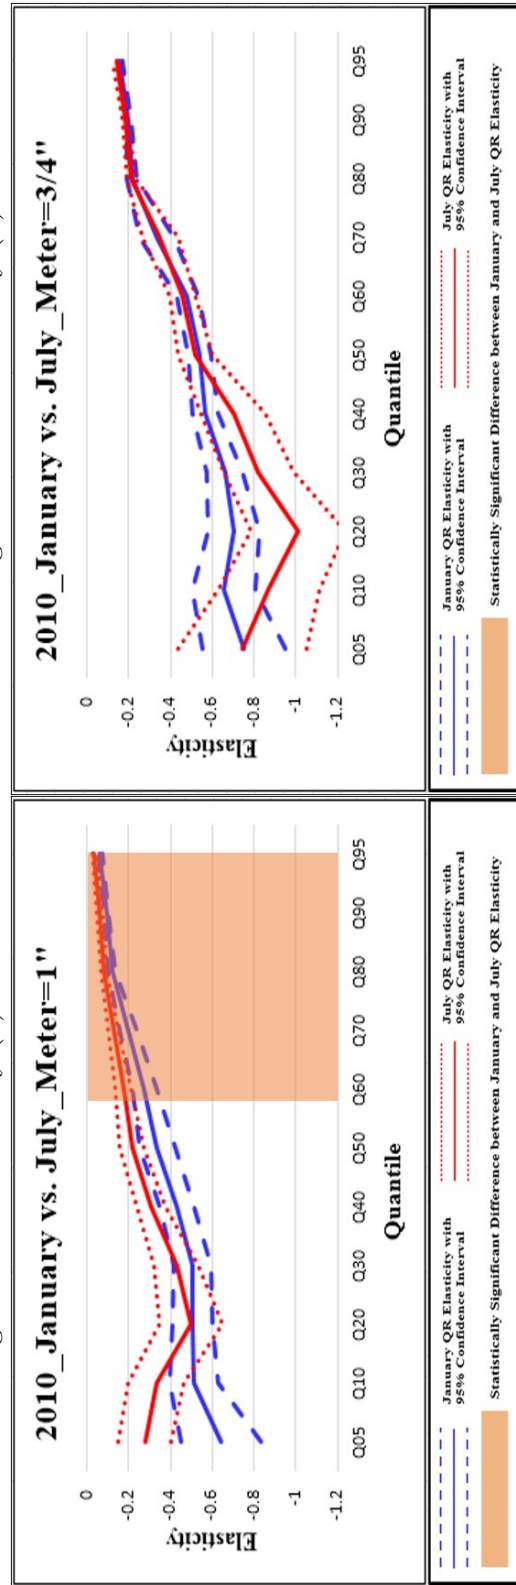 2010_January vs. July_Meter=1"
0
-0.2
-0.4
-0.6
-0.8
-1
-1.2
Elasticity
Q05
Q10
Q20
Q30
Q40
Q50
Q60
Q70
Q80
Q90
Q95
Quantile
January QR Elasticity with
95% Confidence Interval
July QR Elasticity with
95% Confidence Interval
Statistically Significant Difference between January and July QR Elasticity
2010_January vs. July_Meter=3/4"
0
-0.2
-0.4
-0.6
-0.8
-1
-1.2
Elasticity
Q05
Q10
Q20
Q30
Q40
Q50
Q60
Q70
Q80
Q90
Q95
Quantile
January QR Elasticity with
95% Confidence Interval
July QR Elasticity with
95% Confidence Interval
Statistically Significant Difference between January and July QR Elasticity